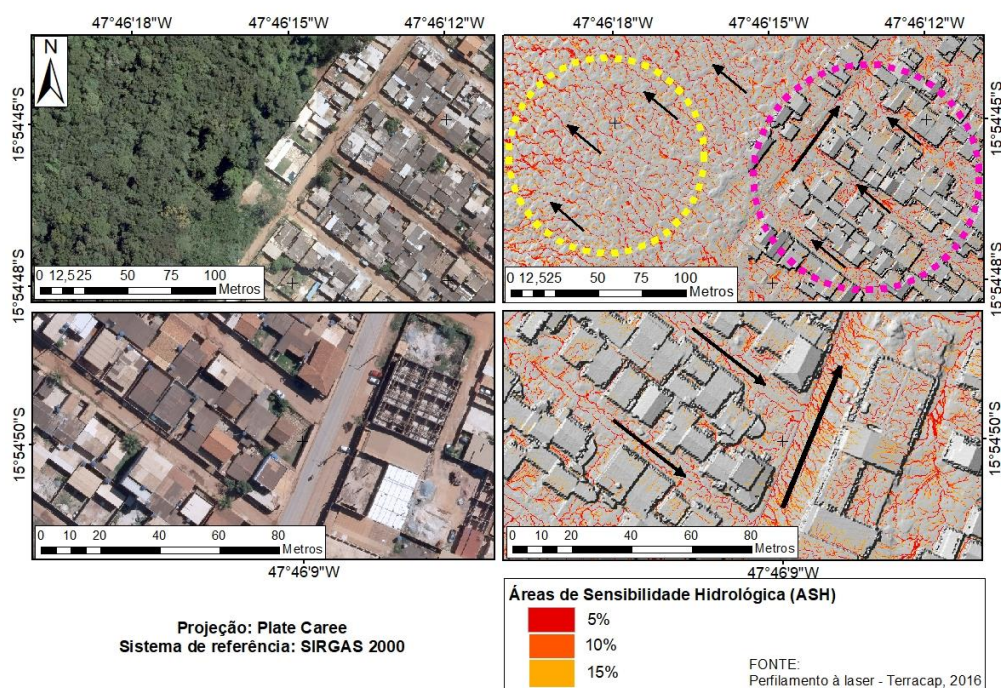 47°46'18"W 47°46'15"W 47°46'12"W 47°46'18"W 47°46'15"W 47°46'12"W
N
15°54'45"S 15°54'45"S
15°54'48"S 15°54'48"S
0 12,525 50 75 100
Metros
0 12,525 50 75 100
Metros
15°54'50"S 15°54'50"S
0 10 20 40 60 80
Metros
0 10 20 40 60 80
Metros
47°46'9"W 47°46'9"W
Projeção: Plate Caree
Sistema de referência: SIRGAS 2000
Áreas de Sensibilidade Hidrológica (ASH)
5%
10%
15%
FONTE:
Perfilamento à laser - Terracap, 2016